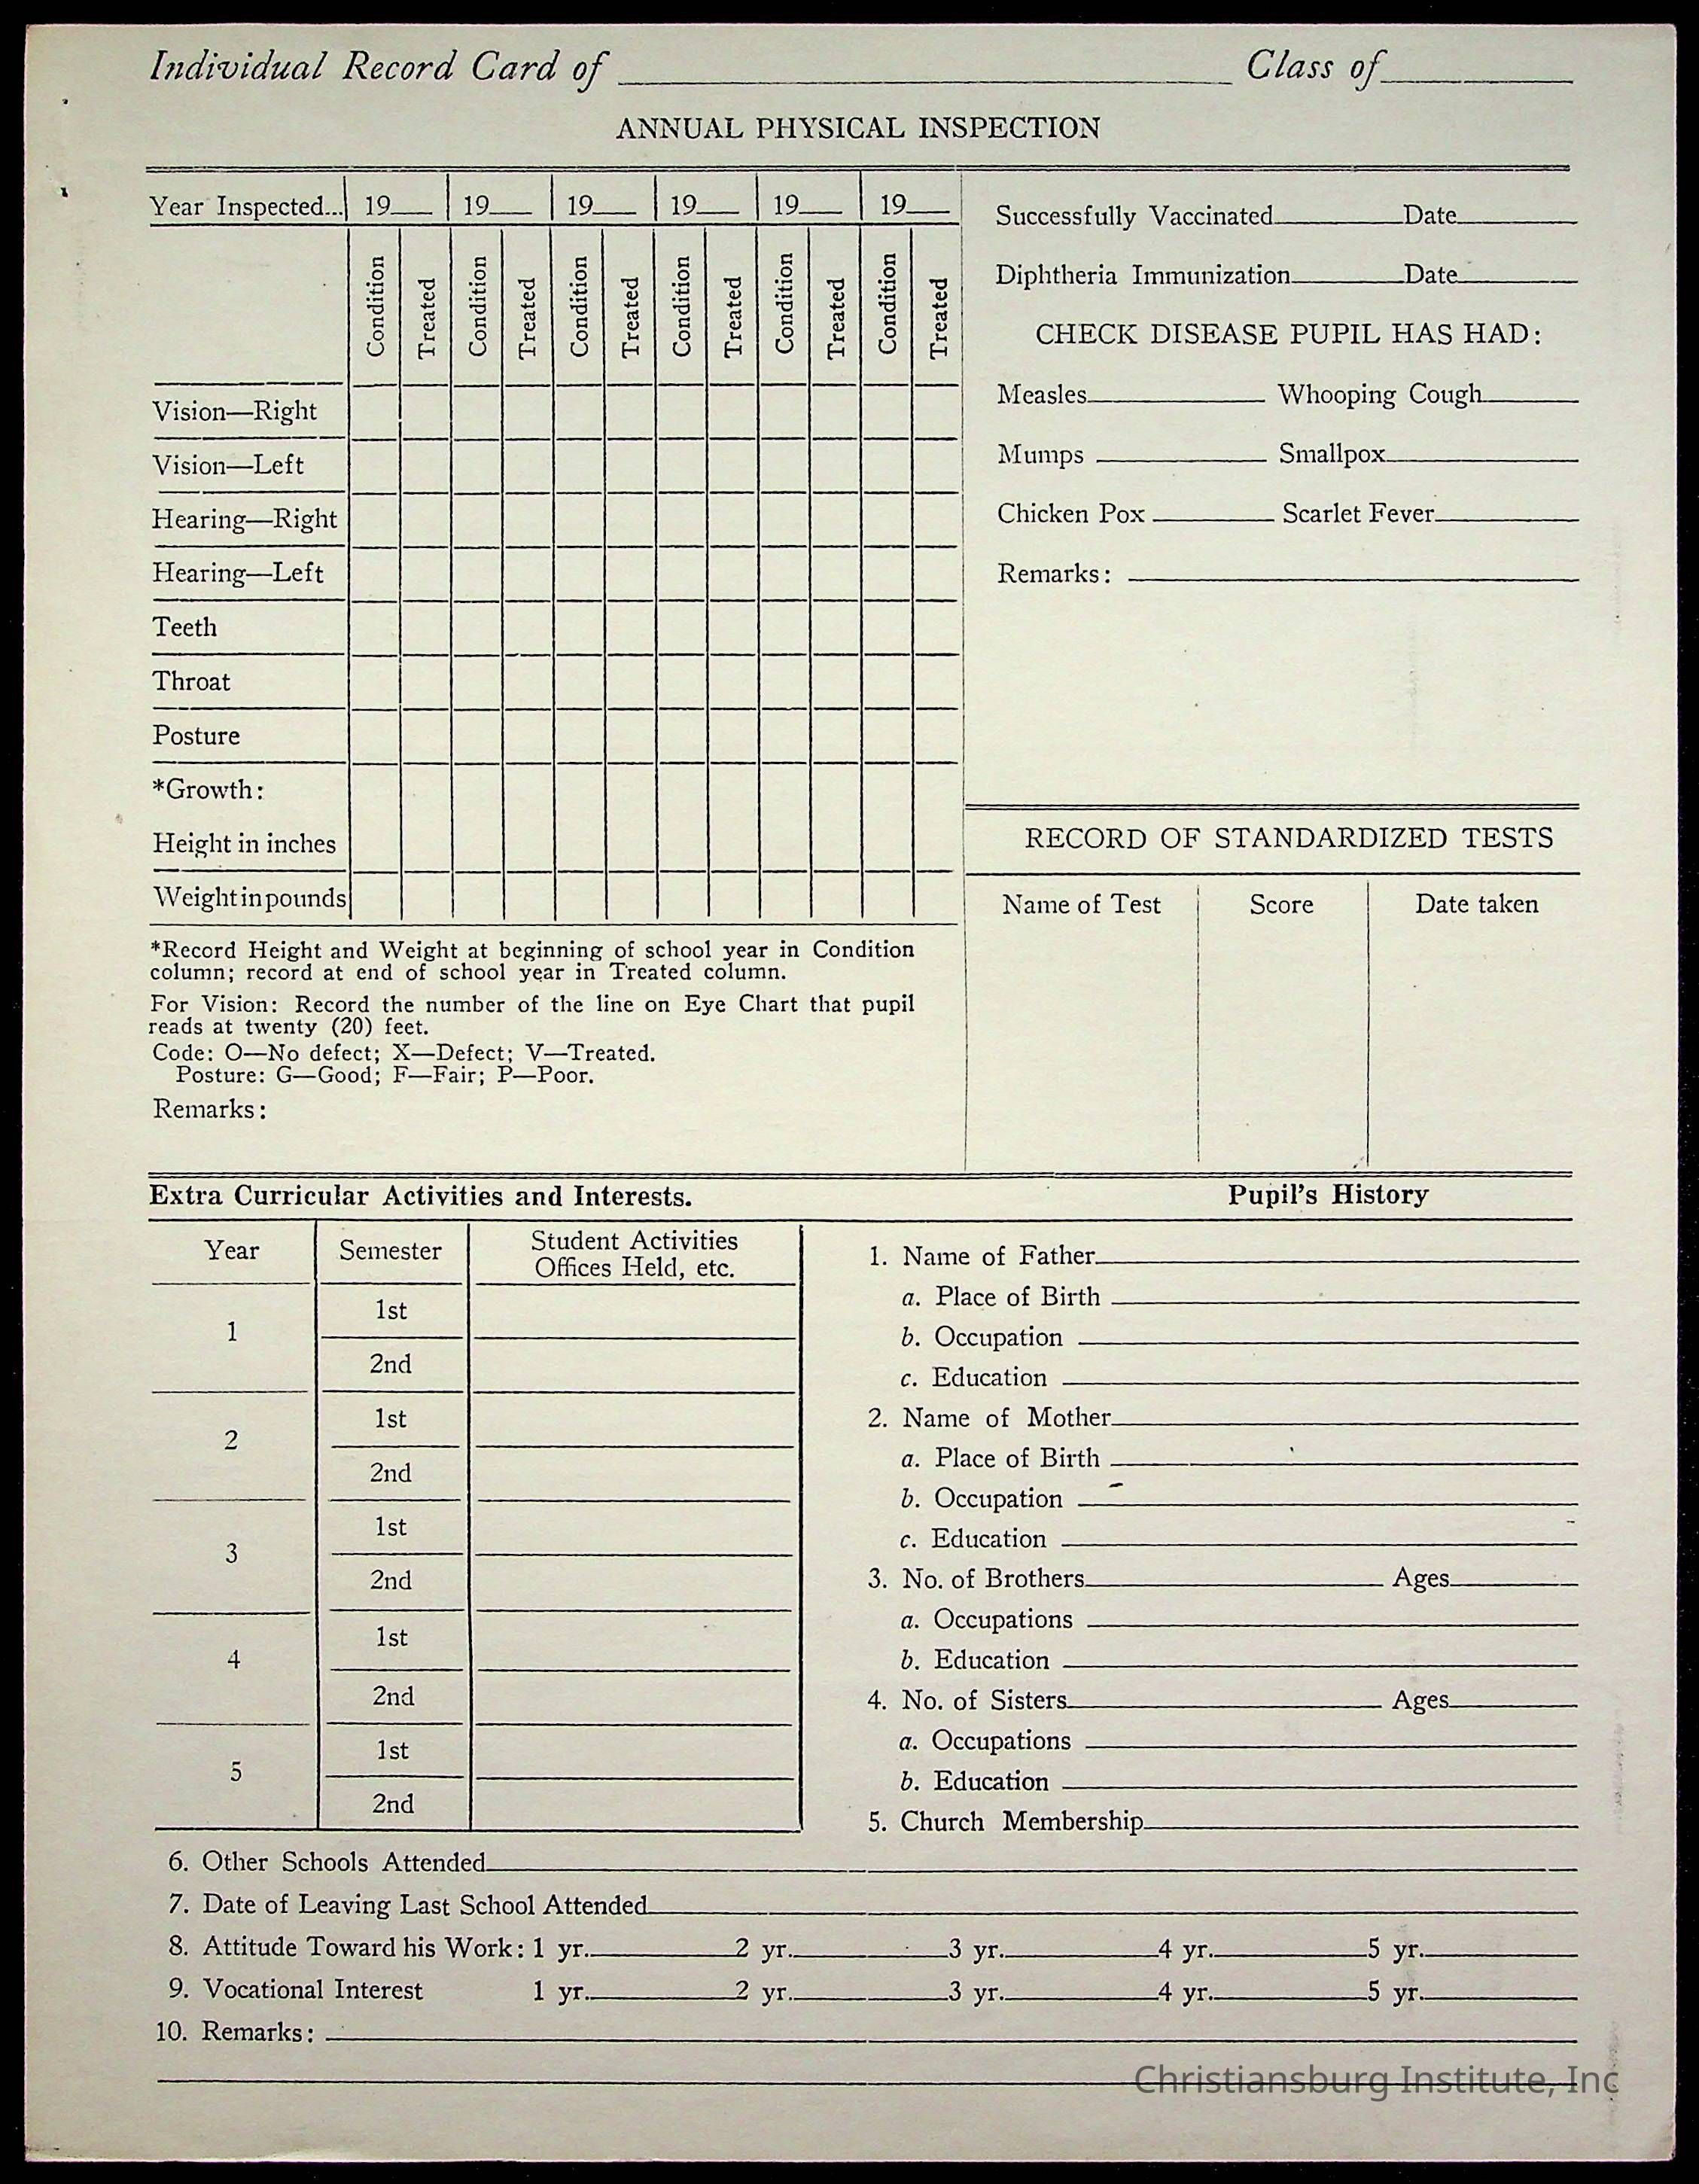 Individual Record Card of Class of
ANNUAL PHYSICAL INSPECTION
Year Inspected... 19 19 19 19 19 19
Condition Treated Condition Treated Condition Treated Condition Treated Condition Treated Condition Treated
Vision—Right
Vision—Left
Hearing—Right
Hearing—Left
Teeth
Throat
Posture
*Growth:
Height in inches
Weight in pounds
*Record Height and Weight at beginning of school year in Condition
column; record at end of school year in Treated column.
For Vision: Record the number of the line on Eye Chart that pupil
reads at twenty (20) feet.
Code: O—No defect; X—Defect; V—Treated.
Posture: G—Good; F—Fair; P—Poor.
Remarks:
Successfully Vaccinated Date
Diphtheria Immunization Date
CHECK DISEASE PUPIL HAS HAD:
Measles Whooping Cough
Mumps Smallpox
Chicken Pox Scarlet Fever
Remarks:
RECORD OF STANDARDIZED TESTS
Name of Test Score Date taken
Extra Curricular Activities and Interests.
Year Semester Student Activities
Offices Held, etc.
1 1st
2nd
2 1st
2nd
3 1st
2nd
4 1st
2nd
5 1st
2nd
Pupil's History
1. Name of Father
a. Place of Birth
b. Occupation
c. Education
2. Name of Mother
a. Place of Birth
b. Occupation
c. Education
3. No. of Brothers Ages
a. Occupations
b. Education
4. No. of Sisters Ages
a. Occupations
b. Education
5. Church Membership
6. Other Schools Attended
7. Date of Leaving Last School Attended
8. Attitude Toward his Work: 1 yr. 2 yr. 3 yr. 4 yr. 5 yr.
9. Vocational Interest 1 yr. 2 yr. 3 yr. 4 yr. 5 yr.
10. Remarks:
Christiansburg Institute, Inc